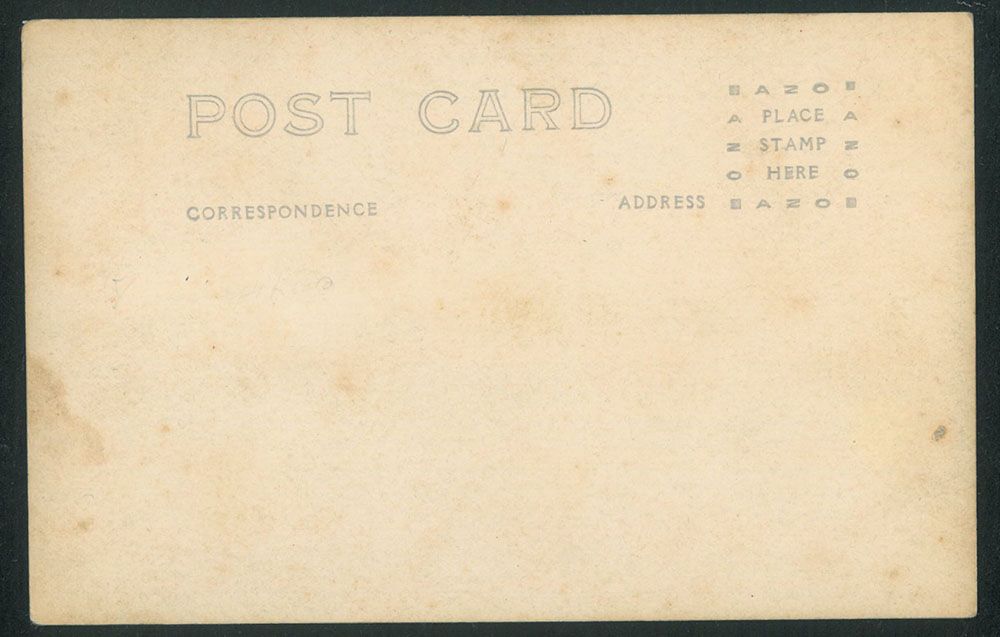 POST CARD
CORRESPONDENCE
ADDRESS
AZO
A PLACE A
Z STAMP Z
O HERE O
AZO